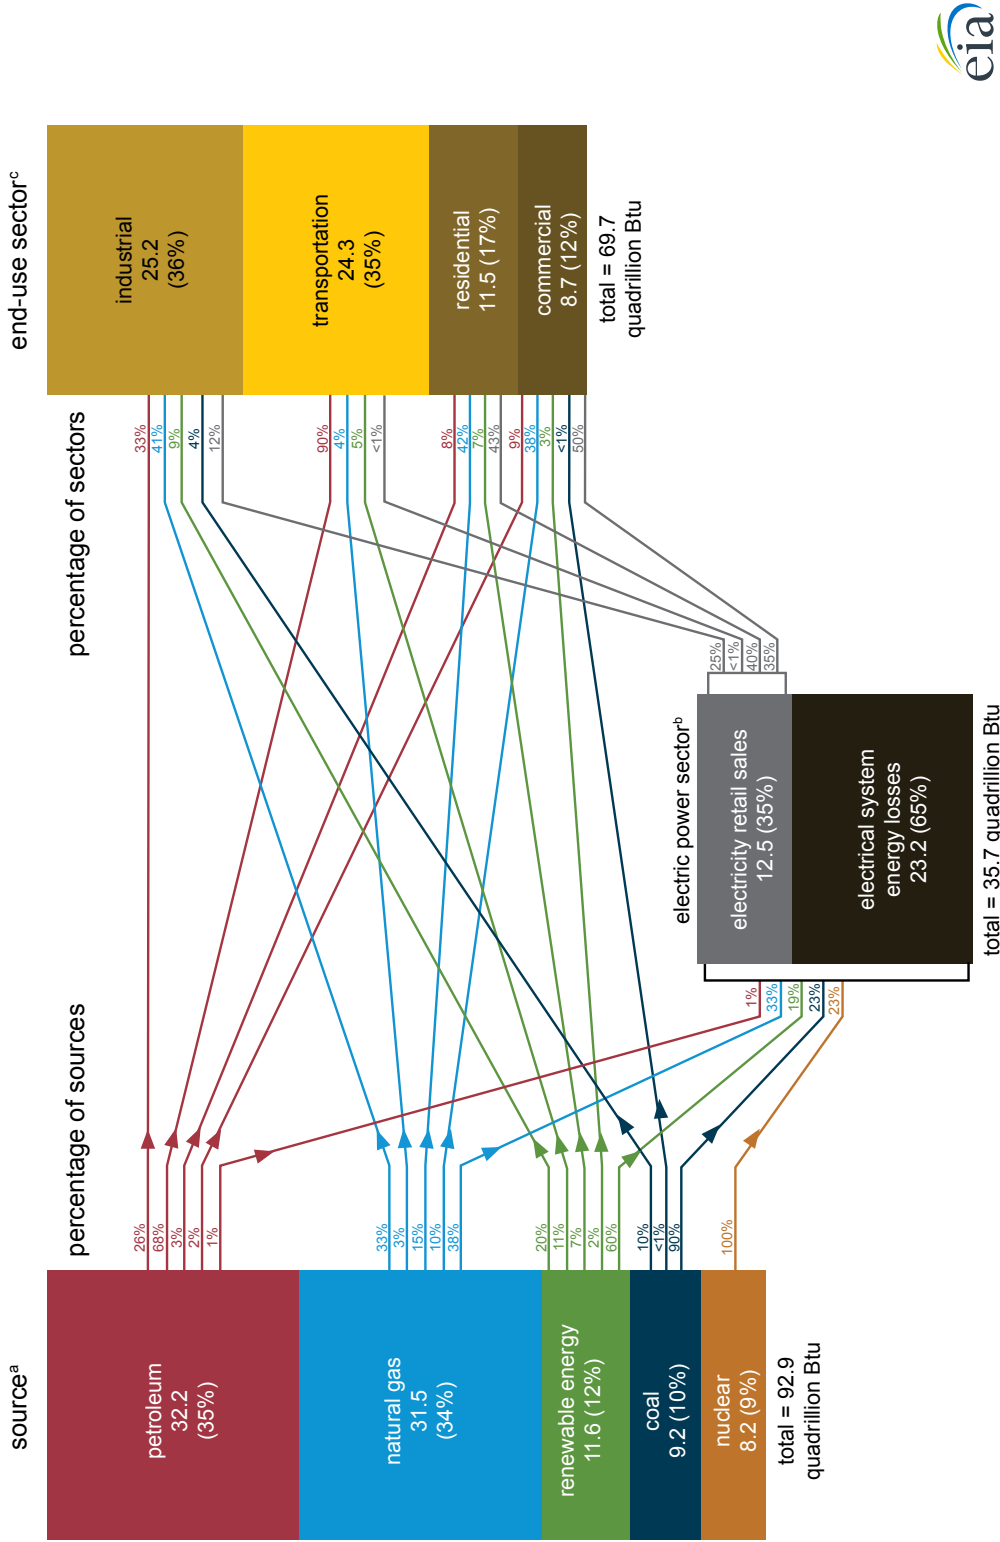 source^a
percentage of sources
percentage of sectors
end-use sector^c
petroleum
32.2
(35%)
natural gas
31.5
(34%)
renewable energy
11.6 (12%)
coal
9.2 (10%)
nuclear
8.2 (9%)
total = 92.9
quadrillion Btu
26%
68%
3%
2%
1%
33%
3%
15%
10%
38%
20%
11%
7%
2%
60%
10%
<1%
90%
100%
1%
33%
19%
23%
23%
electric power sector^b
electricity retail sales
12.5 (35%)
electrical system
energy losses
23.2 (65%)
total = 35.7 quadrillion Btu
25%
<1%
40%
35%
33%
41%
9%
4%
12%
90%
4%
5%
<1%
8%
42%
7%
43%
9%
38%
3%
<1%
50%
industrial
25.2
(36%)
transportation
24.3
(35%)
residential
11.5 (17%)
commercial
8.7 (12%)
total = 69.7
quadrillion Btu
eia